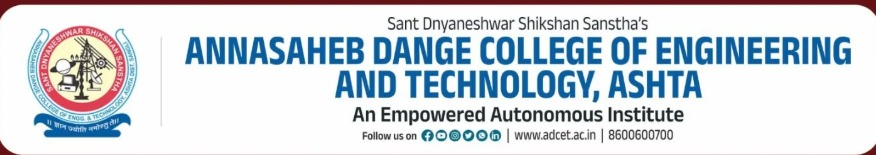 Sant Dnyaneshwar Shikshan Sanstha's
ANNASAHEB DANGE COLLEGE OF ENGINEERING
AND TECHNOLOGY, ASHTA
An Empowered Autonomous Institute
Follow us on | www.adcet.ac.in | 8600600700
SANT DNYANESHWAR SHIKSHAN SANSTHA
ANNASAHEB DANGE COLLEGE OF ENGG. & TECHNOLOGY, ASHTA
।। ज्ञान ज्योति नमोस्तु ते ।।